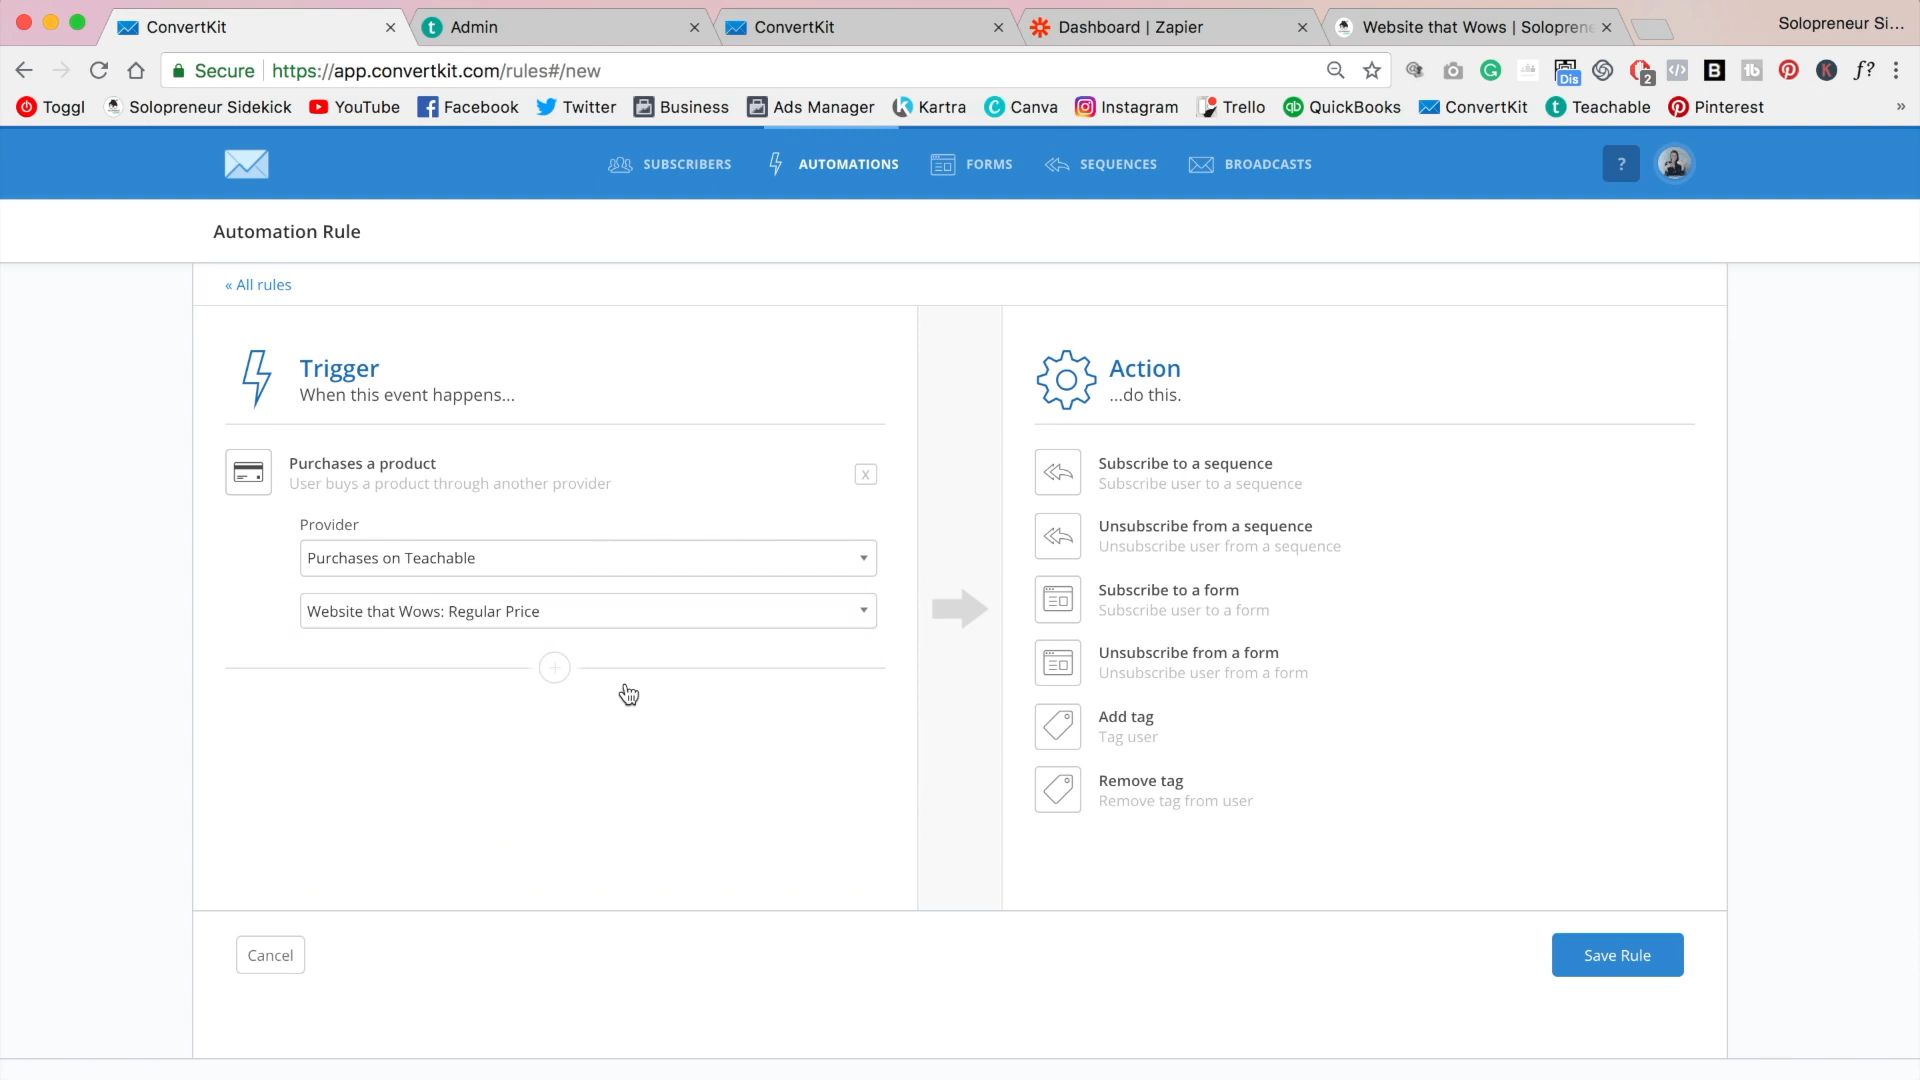 ConvertKit
Admin
ConvertKit
Dashboard | Zapier
Website that Wows | Soloprene
Solopreneur Si...
Secure
https://app.convertkit.com/rules#/new
Dis
2
B
K
f?
Toggl
Solopreneur Sidekick
YouTube
Facebook
Twitter
Business
Ads Manager
Kartra
Canva
Instagram
Trello
QuickBooks
ConvertKit
Teachable
Pinterest
»
SUBSCRIBERS
AUTOMATIONS
FORMS
SEQUENCES
BROADCASTS
?
Automation Rule
« All rules
Trigger
When this event happens...
Purchases a product
User buys a product through another provider
X
Provider
Purchases on Teachable
Website that Wows: Regular Price
Action
...do this.
Subscribe to a sequence
Subscribe user to a sequence
Unsubscribe from a sequence
Unsubscribe user from a sequence
Subscribe to a form
Subscribe user to a form
Unsubscribe from a form
Unsubscribe user from a form
Add tag
Tag user
Remove tag
Remove tag from user
Cancel
Save Rule